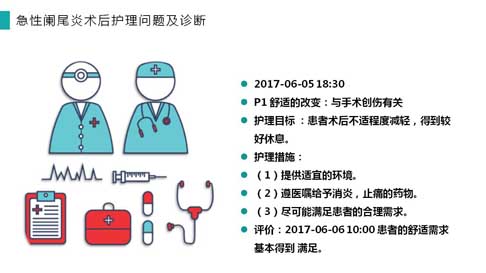 急性阑尾炎术后护理问题及诊断
2017-06-05 18:30
P1 舒适的改变：与手术创伤有关
护理目标 ：患者术后不适程度减轻，得到较
好休息。
护理措施：
（1）提供适宜的环境。
（2）遵医嘱给予消炎，止痛的药物。
（3）尽可能满足患者的合理需求。
评价：2017-06-06 10:00 患者的舒适需求
基本得到 满足。